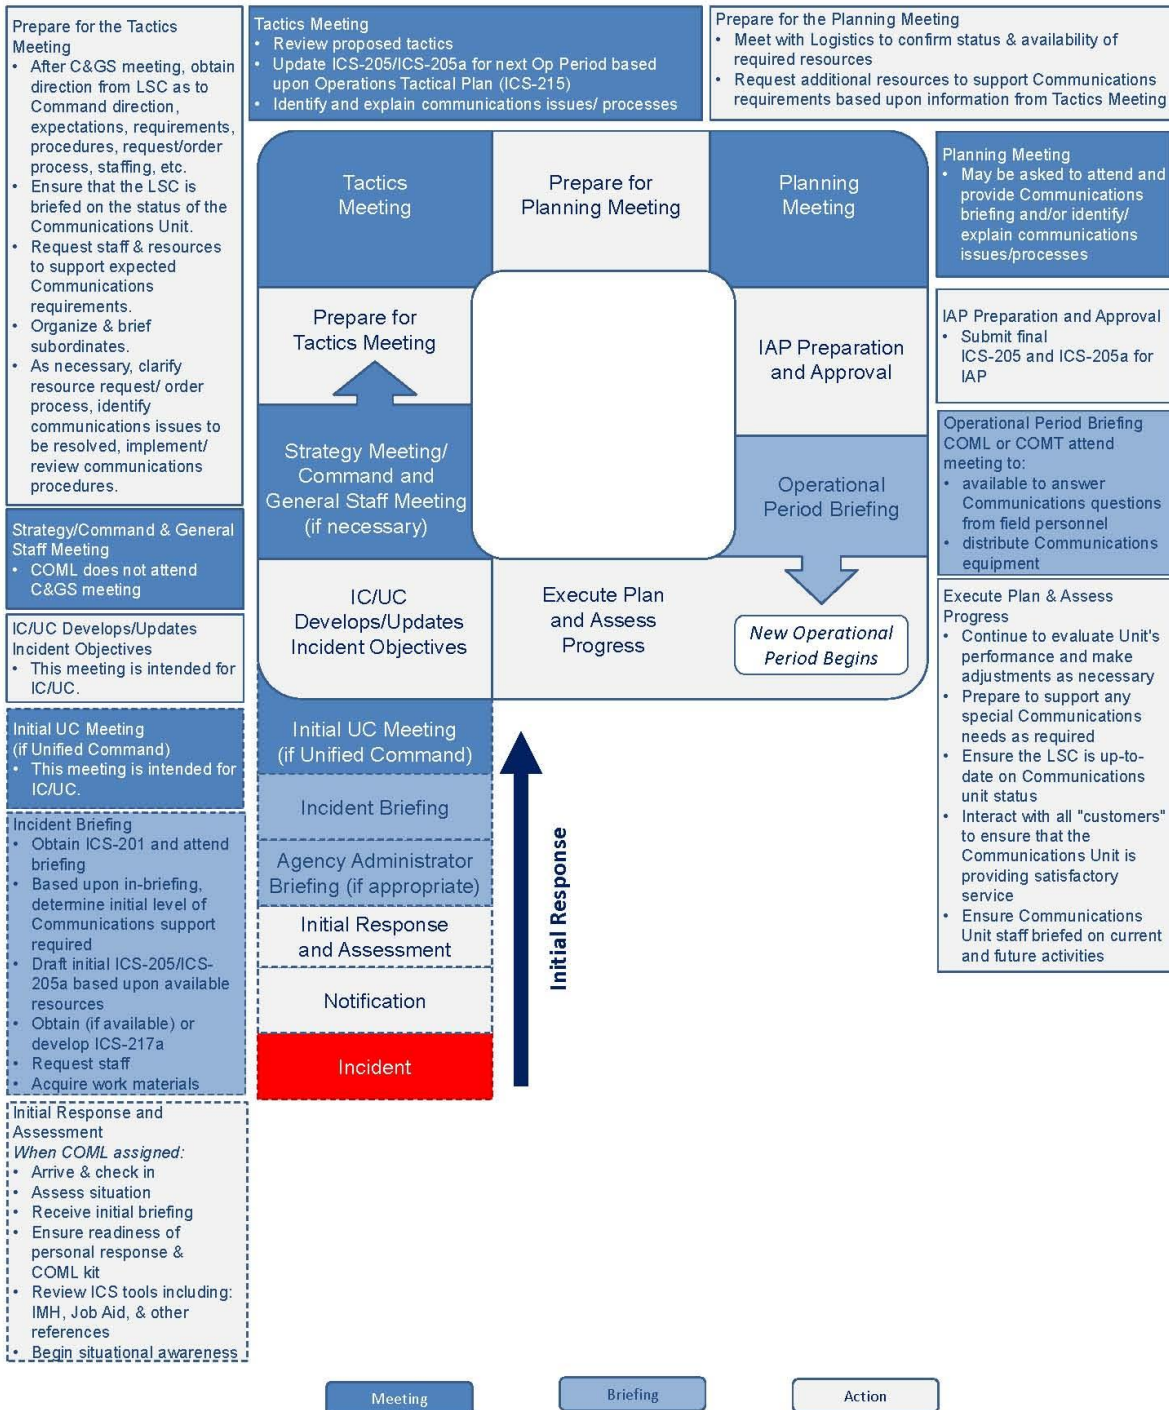 Prepare for the Tactics
Meeting
• After C&GS meeting, obtain
direction from LSC as to
Command direction,
expectations, requirements,
procedures, request/order
process, staffing, etc.
• Ensure that the LSC is
briefed on the status of the
Communications Unit.
• Request staff & resources
to support expected
Communications
requirements.
• Organize & brief
subordinates.
• As necessary, clarify
resource request/ order
process, identify
communications issues to
be resolved, implement/
review communications
procedures.
Strategy/Command & General
Staff Meeting
• COML does not attend
C&GS meeting
IC/UC Develops/Updates
Incident Objectives
• This meeting is intended for
IC/UC.
Initial UC Meeting
(if Unified Command)
• This meeting is intended for
IC/UC.
Incident Briefing
• Obtain ICS-201 and attend
briefing
• Based upon in-briefing,
determine initial level of
Communications support
required
• Draft initial ICS-205/ICS-
205a based upon available
resources
• Obtain (if available) or
develop ICS-217a
• Request staff
• Acquire work materials
Initial Response and
Assessment
When COML assigned:
• Arrive & check in
• Assess situation
• Receive initial briefing
• Ensure readiness of
personal response &
COML kit
• Review ICS tools including:
IMH, Job Aid, & other
references
• Begin situational awareness
Tactics Meeting
• Review proposed tactics
• Update ICS-205/ICS-205a for next Op Period based
upon Operations Tactical Plan (ICS-215)
• Identify and explain communications issues/ processes
Prepare for the Planning Meeting
• Meet with Logistics to confirm status & availability of
required resources
• Request additional resources to support Communications
requirements based upon information from Tactics Meeting
Tactics
Meeting
Prepare for
Planning Meeting
Planning
Meeting
Prepare for
Tactics Meeting
IAP Preparation
and Approval
Strategy Meeting/
Command and
General Staff Meeting
(if necessary)
Operational
Period Briefing
IC/UC
Develops/Updates
Incident Objectives
Execute Plan
and Assess
Progress
New Operational
Period Begins
Initial UC Meeting
(if Unified Command)
Incident Briefing
Agency Administrator
Briefing (if appropriate)
Initial Response
and Assessment
Notification
Incident
Initial Response
Planning Meeting
• May be asked to attend and
provide Communications
briefing and/or identify/
explain communications
issues/processes
IAP Preparation and Approval
• Submit final
ICS-205 and ICS-205a for
IAP
Operational Period Briefing
COML or COMT attend
meeting to:
• available to answer
Communications questions
from field personnel
• distribute Communications
equipment
Execute Plan & Assess
Progress
• Continue to evaluate Unit's
performance and make
adjustments as necessary
• Prepare to support any
special Communications
needs as required
• Ensure the LSC is up-to-
date on Communications
unit status
• Interact with all "customers"
to ensure that the
Communications Unit is
providing satisfactory
service
• Ensure Communications
Unit staff briefed on current
and future activities
Meeting
Briefing
Action